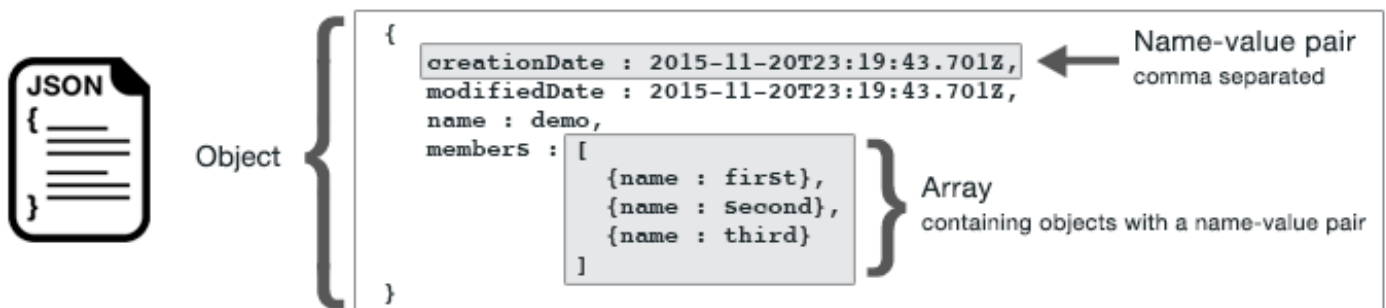 JSON
{
}
Object
{
creationDate : 2015-11-20T23:19:43.701Z,
modifiedDate : 2015-11-20T23:19:43.701Z,
name : demo,
members : [
{name : first},
{name : second},
{name : third}
]
}
Name-value pair
comma separated
Array
containing objects with a name-value pair